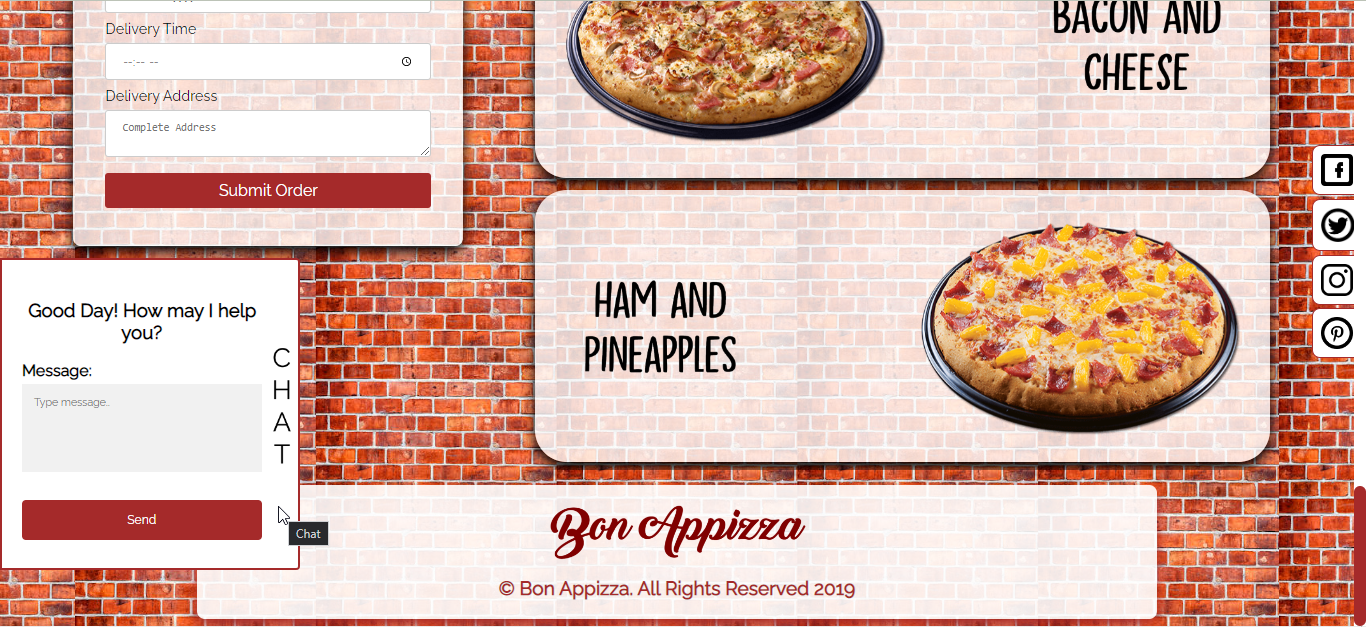 Delivery Time
--:-- --
Delivery Address
Complete Address
Submit Order
BACON AND
CHEESE
HAM AND
PINEAPPLES
Good Day! How may I help
you?
Message:
Type message..
Send
C
H
A
T
Chat
Bon Appizza
© Bon Appizza. All Rights Reserved 2019